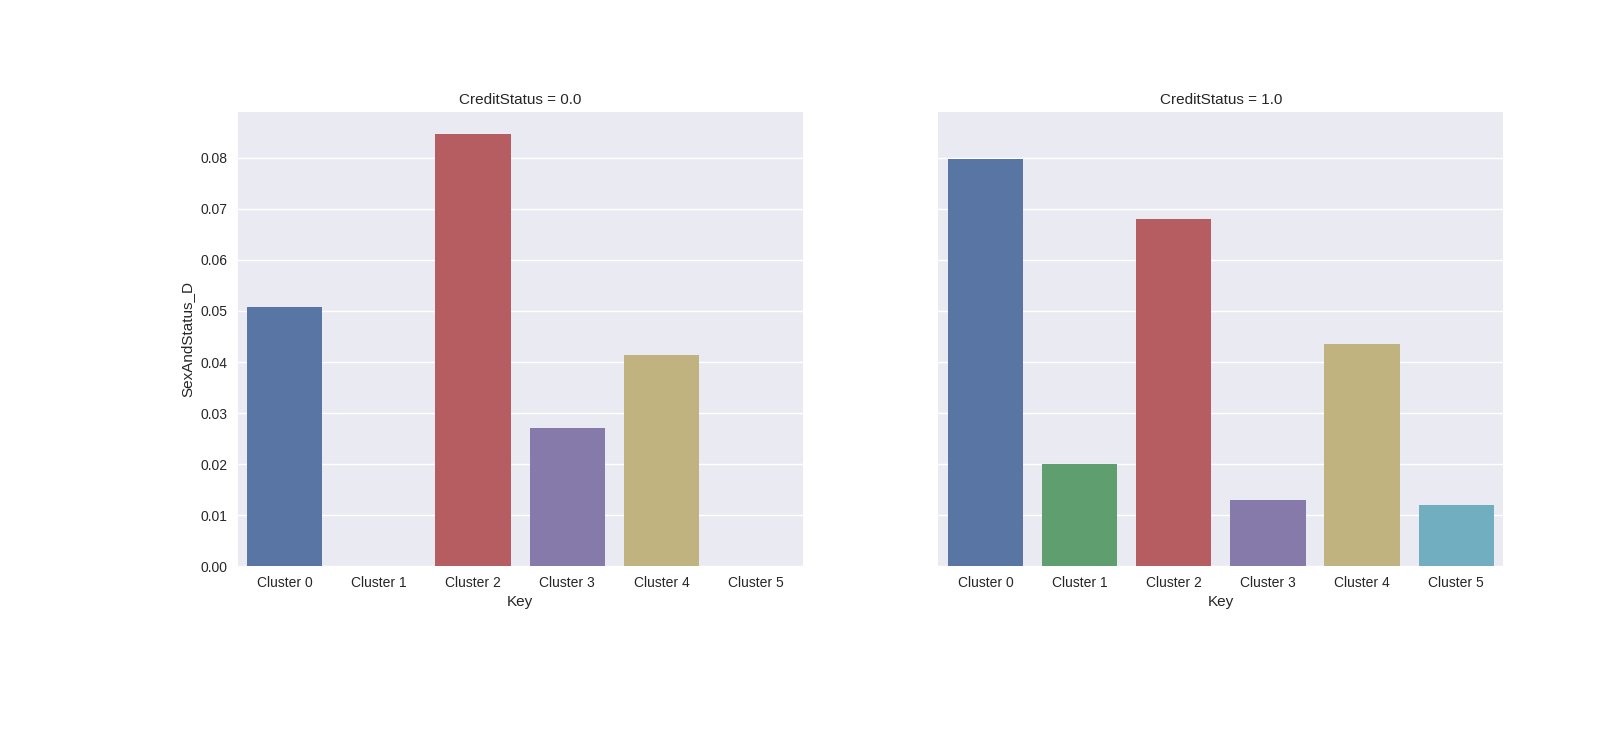 CreditStatus = 0.0
CreditStatus = 1.0
SexAndStatus_D
0.08
0.07
0.06
0.05
0.04
0.03
0.02
0.01
0.00
Cluster 0 Cluster 1 Cluster 2 Cluster 3 Cluster 4 Cluster 5
Key
Cluster 0 Cluster 1 Cluster 2 Cluster 3 Cluster 4 Cluster 5
Key